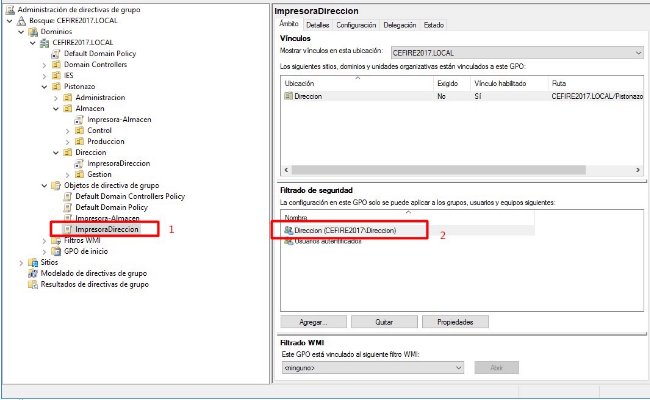 Administración de directivas de grupo
Bosque: CEFIRE2017.LOCAL
Dominios
CEFIRE2017.LOCAL
Default Domain Policy
Domain Controllers
IES
Pistonazo
Administracion
Almacen
Impresora-Almacen
Control
Produccion
Direccion
ImpresoraDireccion
Gestion
Objetos de directiva de grupo
Default Domain Controllers Policy
Default Domain Policy
Impresora-Almacen
ImpresoraDireccion
1
Filtros WMI
GPO de inicio
Sitios
Modelado de directivas de grupo
Resultados de directivas de grupo
ImpresoraDireccion
Ámbito Detalles Configuración Delegación Estado
Vínculos
Mostrar vínculos en esta ubicación: CEFIRE2017.LOCAL
Los siguientes sitios, dominios y unidades organizativas están vinculados a este GPO:
Ubicación Exigido Vínculo habilitado Ruta
Direccion No Sí CEFIRE2017.LOCAL/Pistonazo
Filtrado de seguridad
La configuración en este GPO solo se puede aplicar a los grupos, usuarios y equipos siguientes:
Nombre
Direccion (CEFIRE2017\Direccion)
2
Usuarios autentificados
Agregar... Quitar Propiedades
Filtrado WMI
Este GPO está vinculado al siguiente filtro WMI:
<ninguno> Abrir